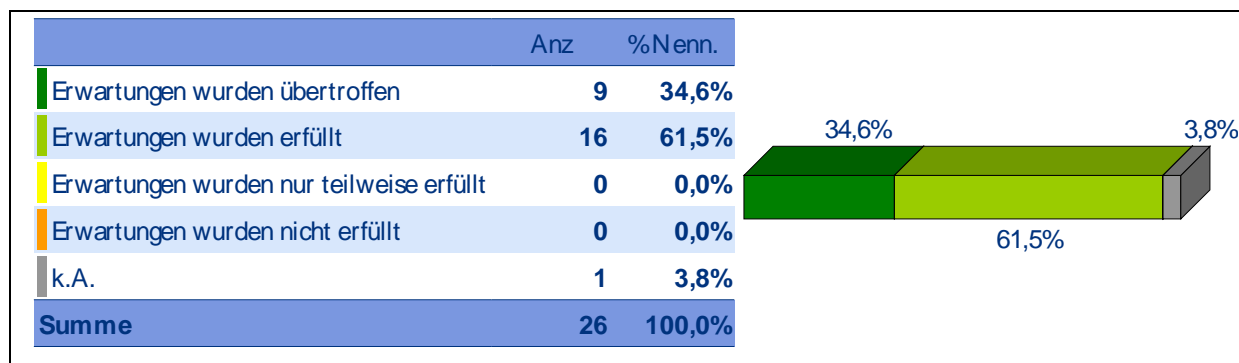 Anz %Nenn.
Erwartungen wurden übertroffen 9 34,6%
Erwartungen wurden erfüllt 16 61,5%
Erwartungen wurden nur teilweise erfüllt 0 0,0%
Erwartungen wurden nicht erfüllt 0 0,0%
k.A. 1 3,8%
Summe 26 100,0%
34,6% 3,8%
61,5%